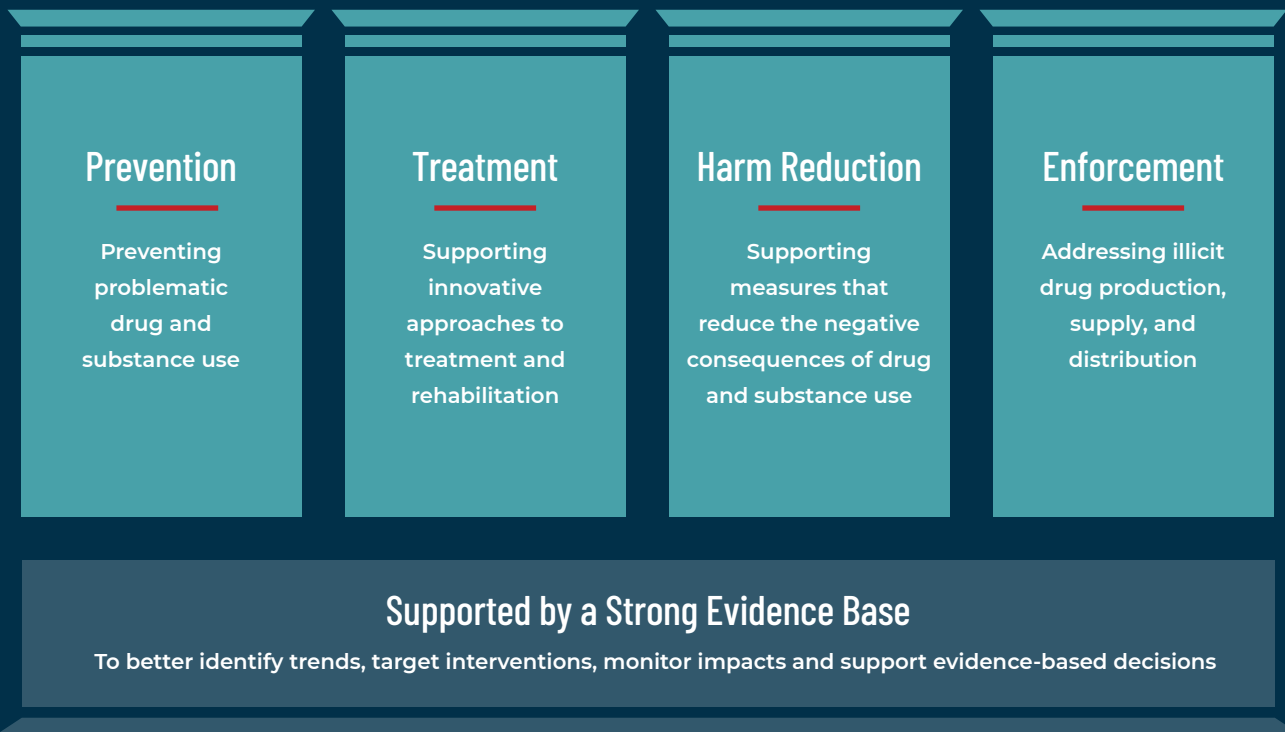 Prevention
Preventing
problematic
drug and
substance use
Treatment
Supporting
innovative
approaches to
treatment and
rehabilitation
Harm Reduction
Supporting
measures that
reduce the negative
consequences of drug
and substance use
Enforcement
Addressing illicit
drug production,
supply, and
distribution
Supported by a Strong Evidence Base
To better identify trends, target interventions, monitor impacts and support evidence-based decisions